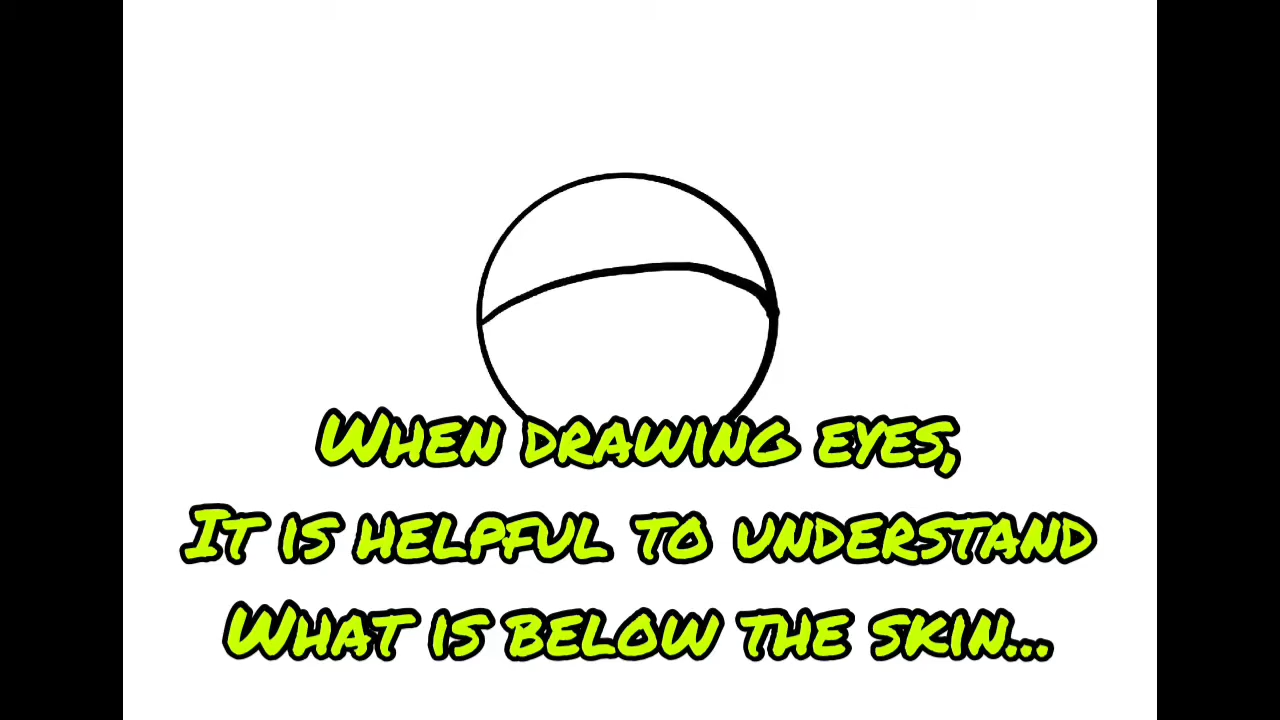 When drawing eyes,
It is helpful to understand
What is below the skin...